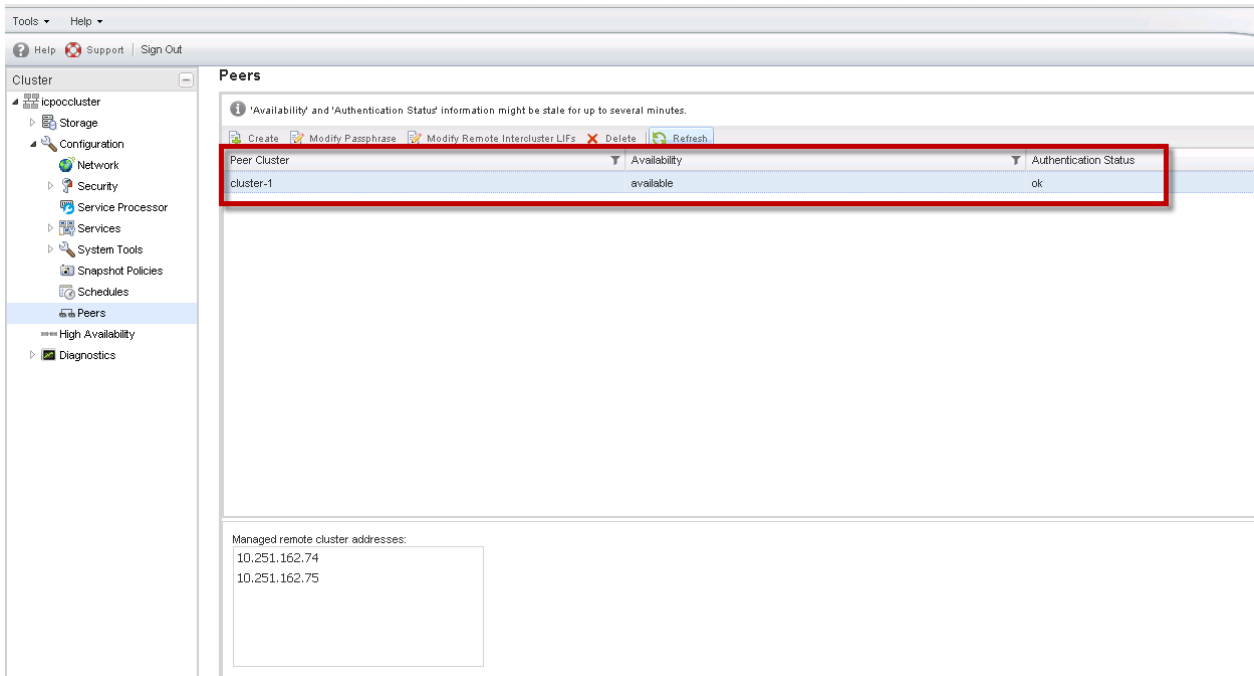 Tools Help
Help Support | Sign Out
Cluster
icpoccluster
Storage
Configuration
Network
Security
Service Processor
Services
System Tools
Snapshot Policies
Schedules
Peers
High Availability
Diagnostics
Peers
'Availability' and 'Authentication Status' information might be stale for up to several minutes.
Create Modify Passphrase Modify Remote Intercluster LIFs Delete Refresh
Peer Cluster Availability Authentication Status
cluster-1 available ok
Managed remote cluster addresses:
10.251.162.74
10.251.162.75